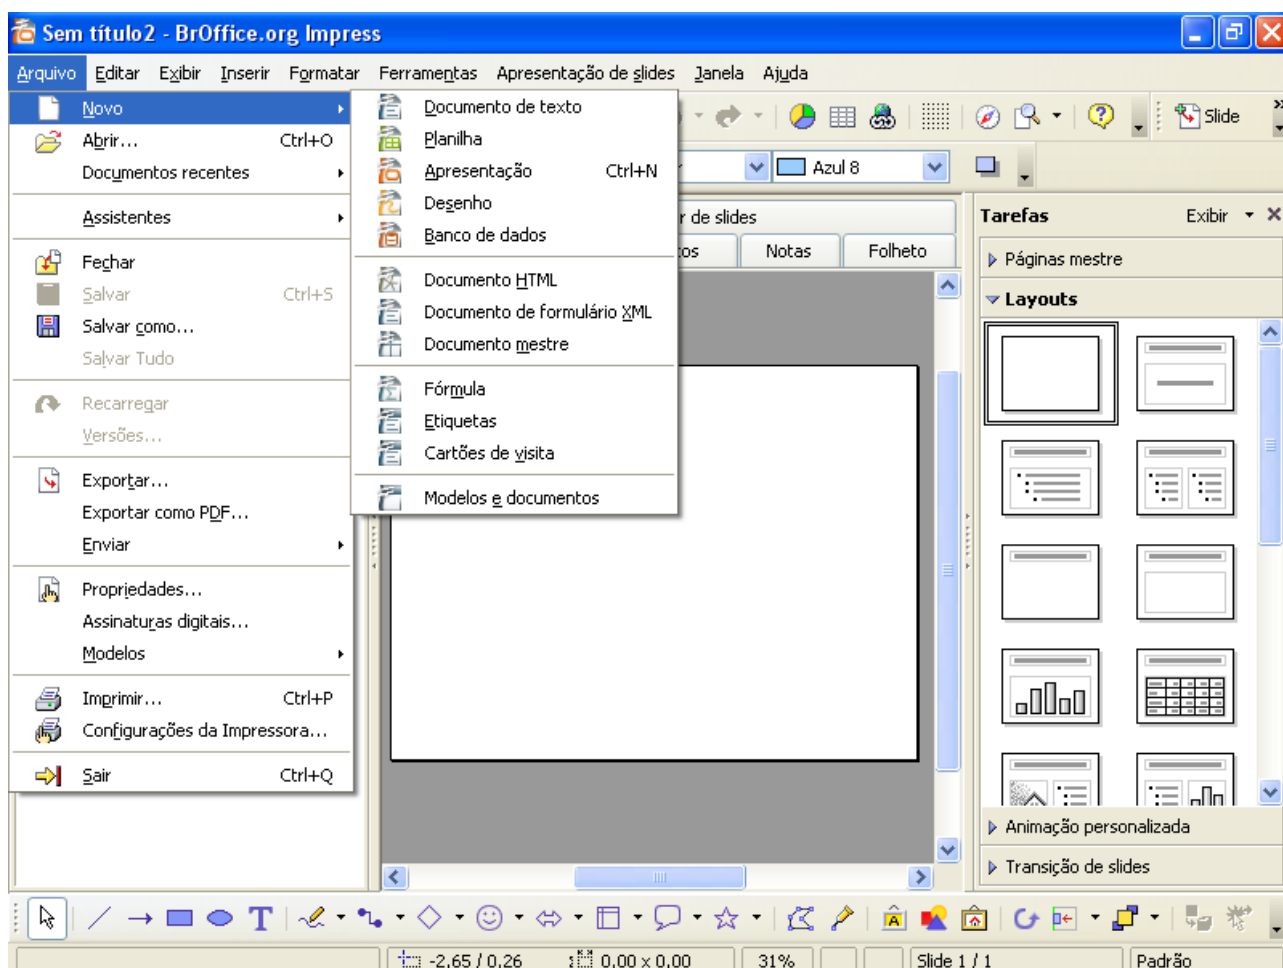 Sem título2 - BrOffice.org Impress
Arquivo Editar Exibir Inserir Formatar Ferramentas Apresentação de slides Janela Ajuda
Novo
Abrir... Ctrl+O
Documentos recentes
Assistentes
Fechar
Salvar Ctrl+S
Salvar como...
Salvar Tudo
Recarregar
Versões...
Exportar...
Exportar como PDF...
Enviar
Propriedades...
Assinaturas digitais...
Modelos
Imprimir... Ctrl+P
Configurações da Impressora...
Sair Ctrl+Q
Documento de texto
Planilha
Apresentação Ctrl+N
Desenho
Banco de dados
Documento HTML
Documento de formulário XML
Documento mestre
Fórmula
Etiquetas
Cartões de visita
Modelos e documentos
Slide
Azul 8
de slides
Notas Folheto
Tarefas Exibir
Páginas mestre
Layouts
Animação personalizada
Transição de slides
-2,65 / 0,26 0,00 x 0,00 31% Slide 1 / 1 Padrão